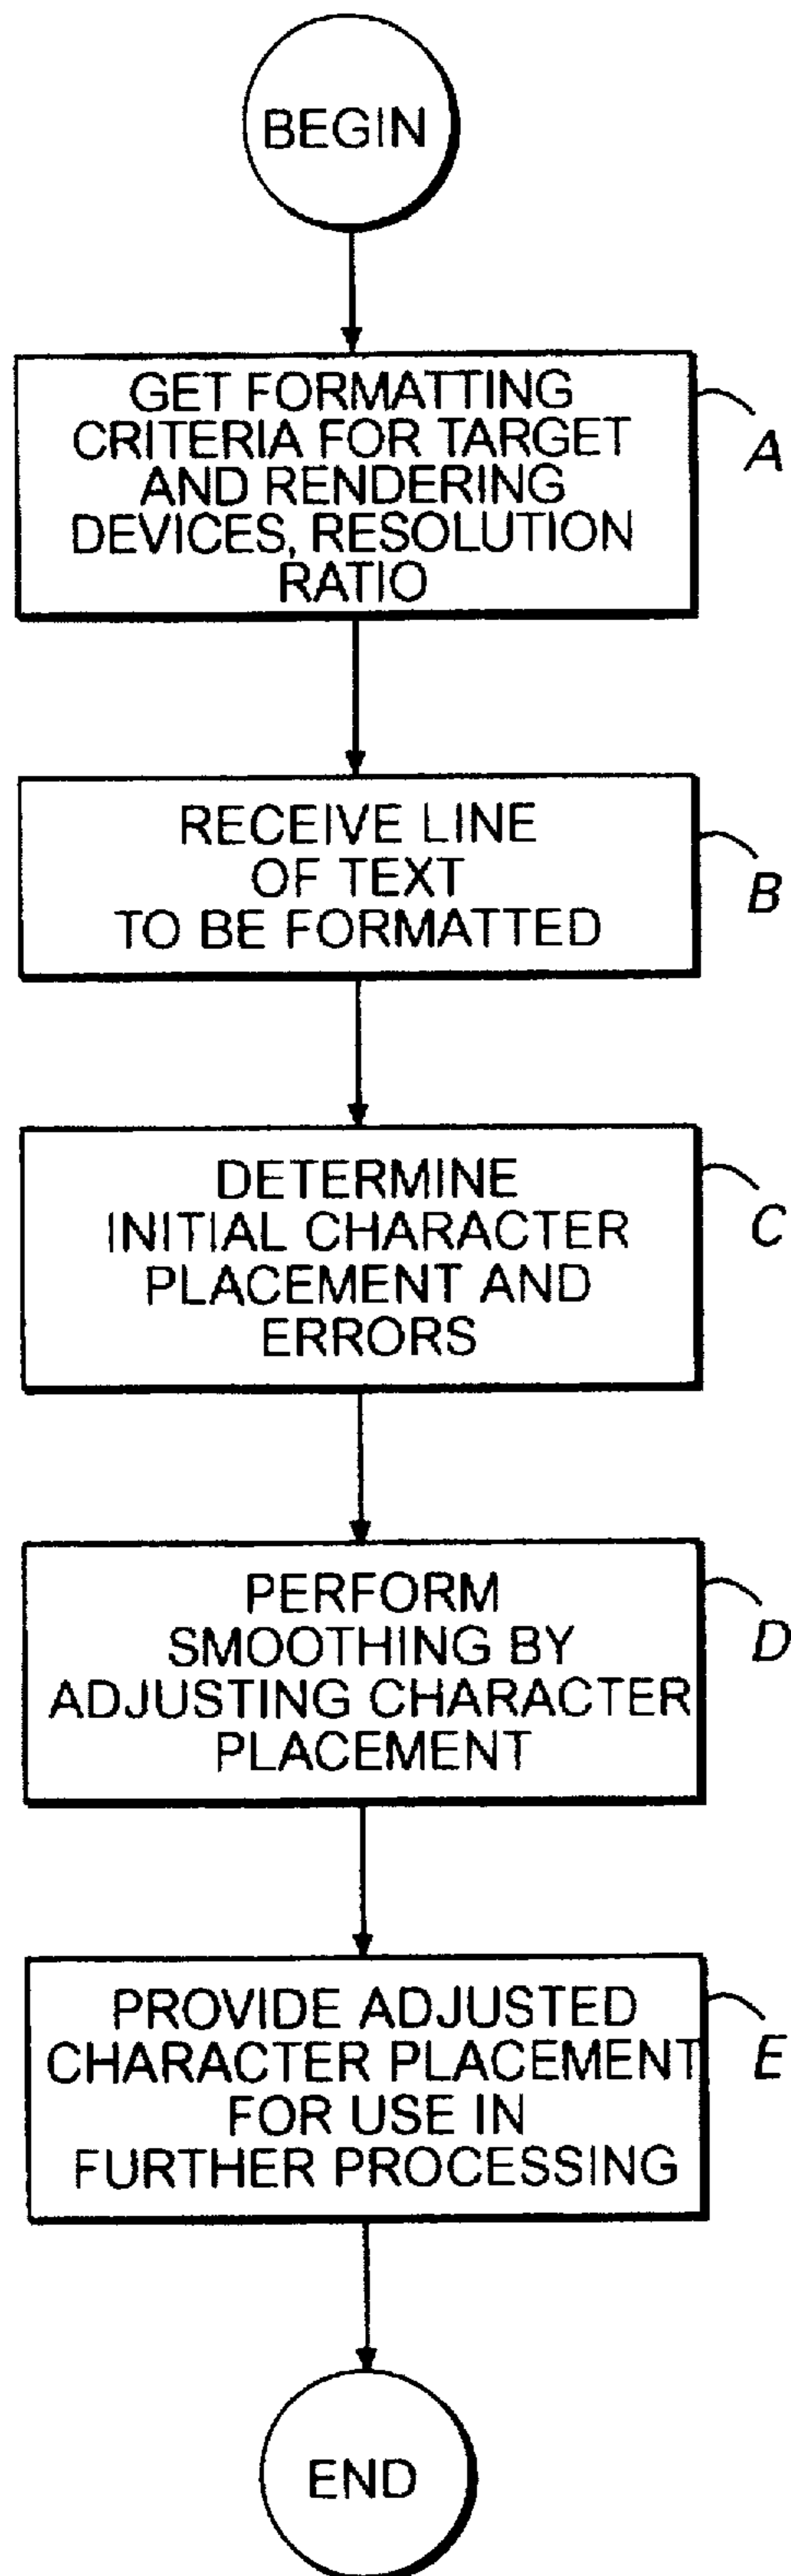 BEGIN
GET FORMATTING
CRITERIA FOR TARGET
AND RENDERING
DEVICES, RESOLUTION
RATIO
A
RECEIVE LINE
OF TEXT
TO BE FORMATTED
B
DETERMINE
INITIAL CHARACTER
PLACEMENT AND
ERRORS
C
PERFORM
SMOOTHING BY
ADJUSTING CHARACTER
PLACEMENT
D
PROVIDE ADJUSTED
CHARACTER PLACEMENT
FOR USE IN
FURTHER PROCESSING
E
END